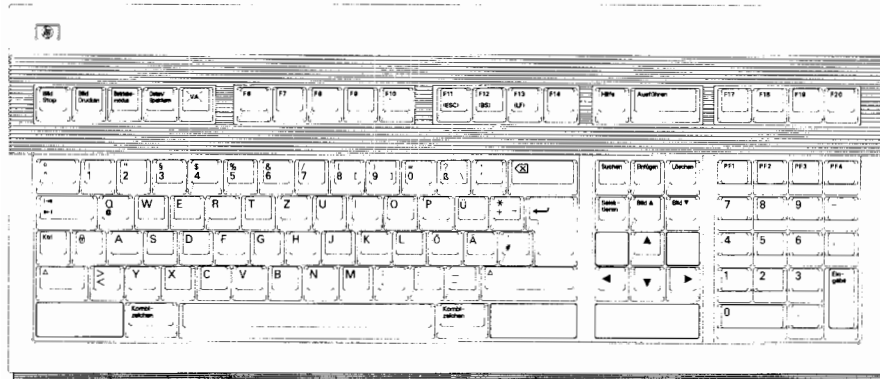 Bild Stop Bild Drucken Betriebs- modus Daten/ Sprechen VA F6 F7 F8 F9 F10 F11 (ESC) F12 (BS) F13 (LF) F14 Hilfe Ausführen F17 F18 F19 F20
° ! 1 " 2 § 3 $ 4 % 5 & 6 / 7 ( 8 [ ) 9 ] = 0 ? ß \ ⌫ Suchen Einfügen Löschen PF1 PF2 PF3 PF4
Q @ W E R T Z U I O P Ü * + ~ Selek- tieren Bild ▲ Bild ▼ 7 8 9 -
A S D F G H J K L Ö Ä ' # ▲ 4 5 6
> < Y X C V B N M ◄ ▼ ► 1 2 3 Ein- gabe
Kombi- zeichen Kombi- zeichen 0